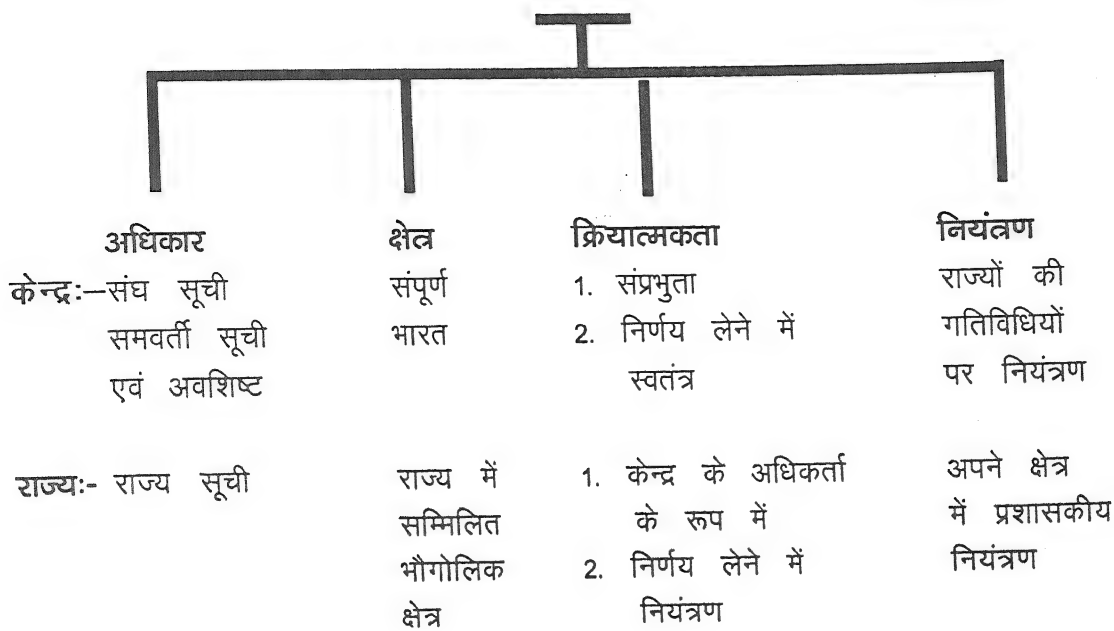 अधिकार क्षेत्र क्रियात्मकता नियंत्रण
केन्द्रः–संघ सूची संपूर्ण 1. संप्रभुता राज्यों की
समवर्ती सूची भारत 2. निर्णय लेने में गतिविधियों
एवं अवशिष्ट स्वतंत्र पर नियंत्रण
राज्यः- राज्य सूची राज्य में 1. केन्द्र के अधिकर्ता अपने क्षेत्र
सम्मिलित के रूप में में प्रशासकीय
भौगोलिक 2. निर्णय लेने में नियंत्रण
क्षेत्र नियंत्रण